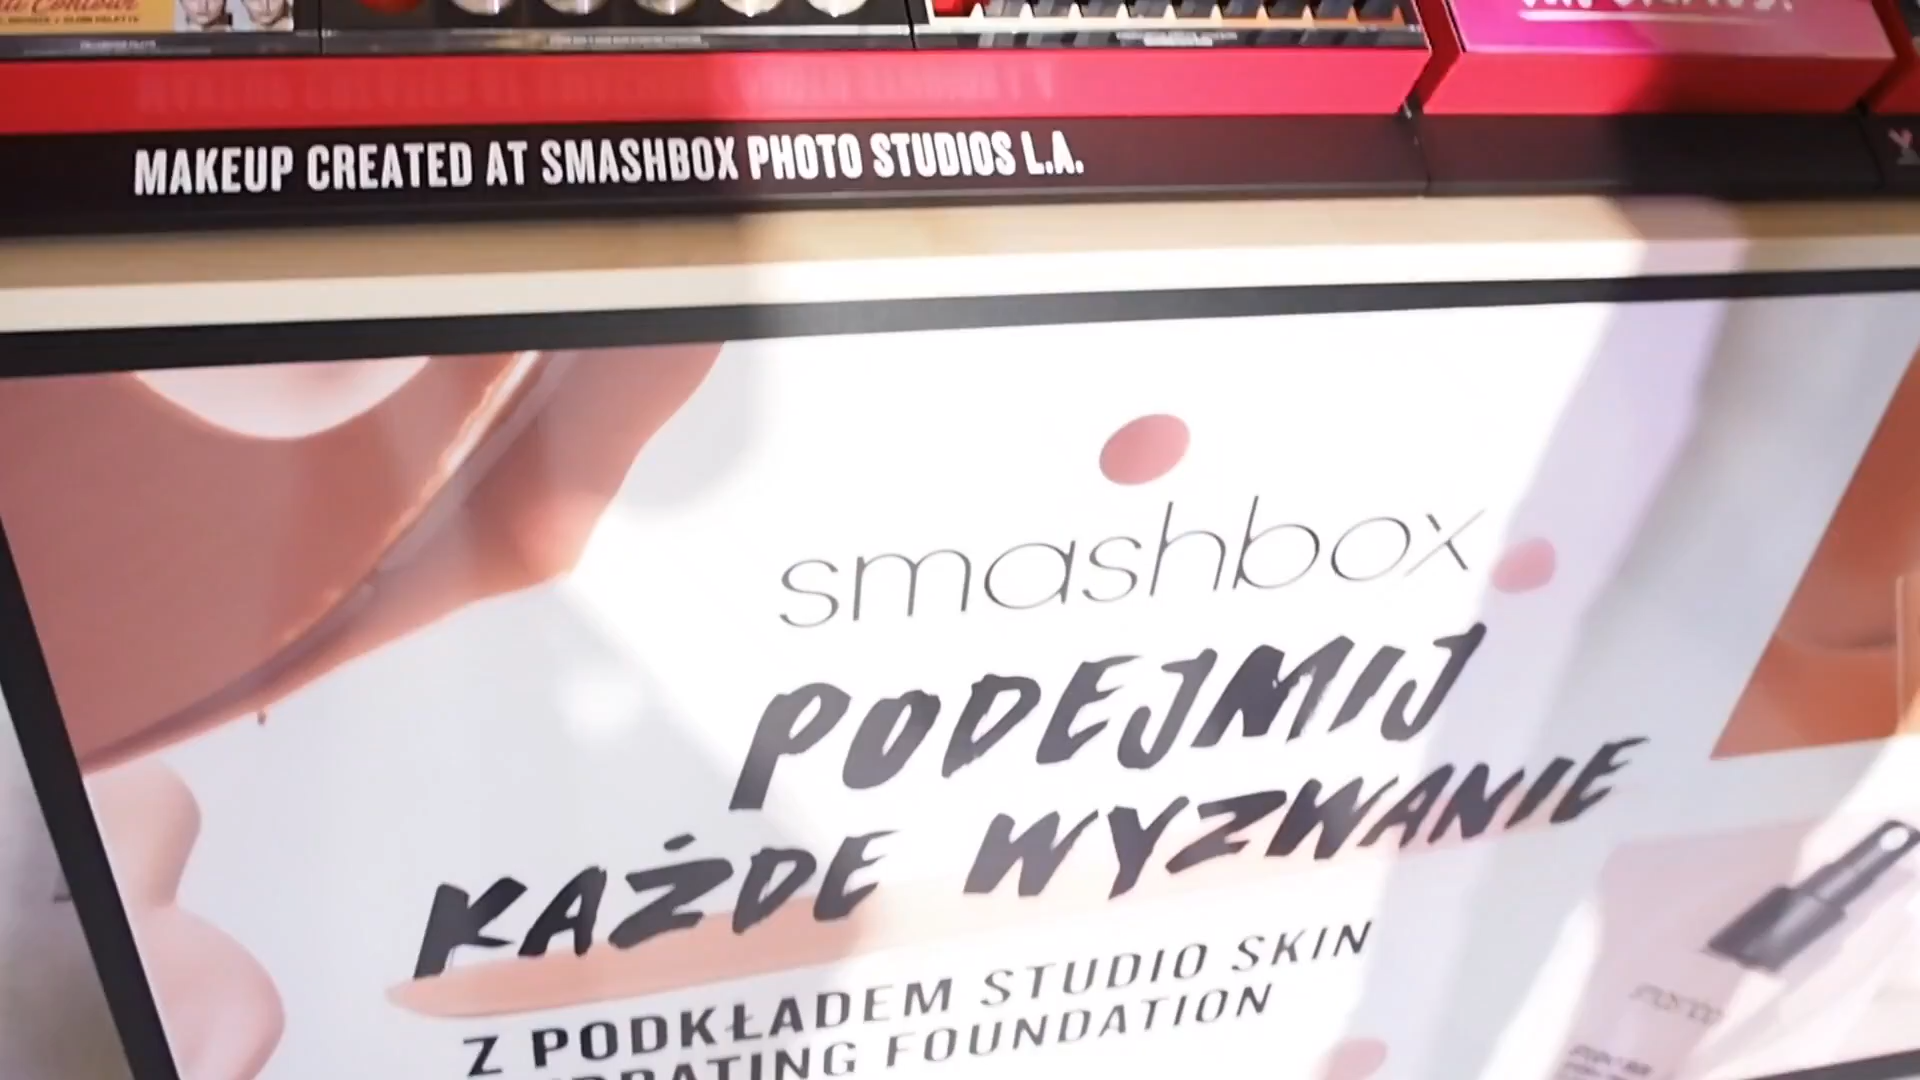 MAKEUP CREATED AT SMASHBOX PHOTO STUDIOS L.A.
smashbox
PODEJMIJ
KAŻDE WYZWANIE
Z PODKŁADEM STUDIO SKIN
FOUNDATION